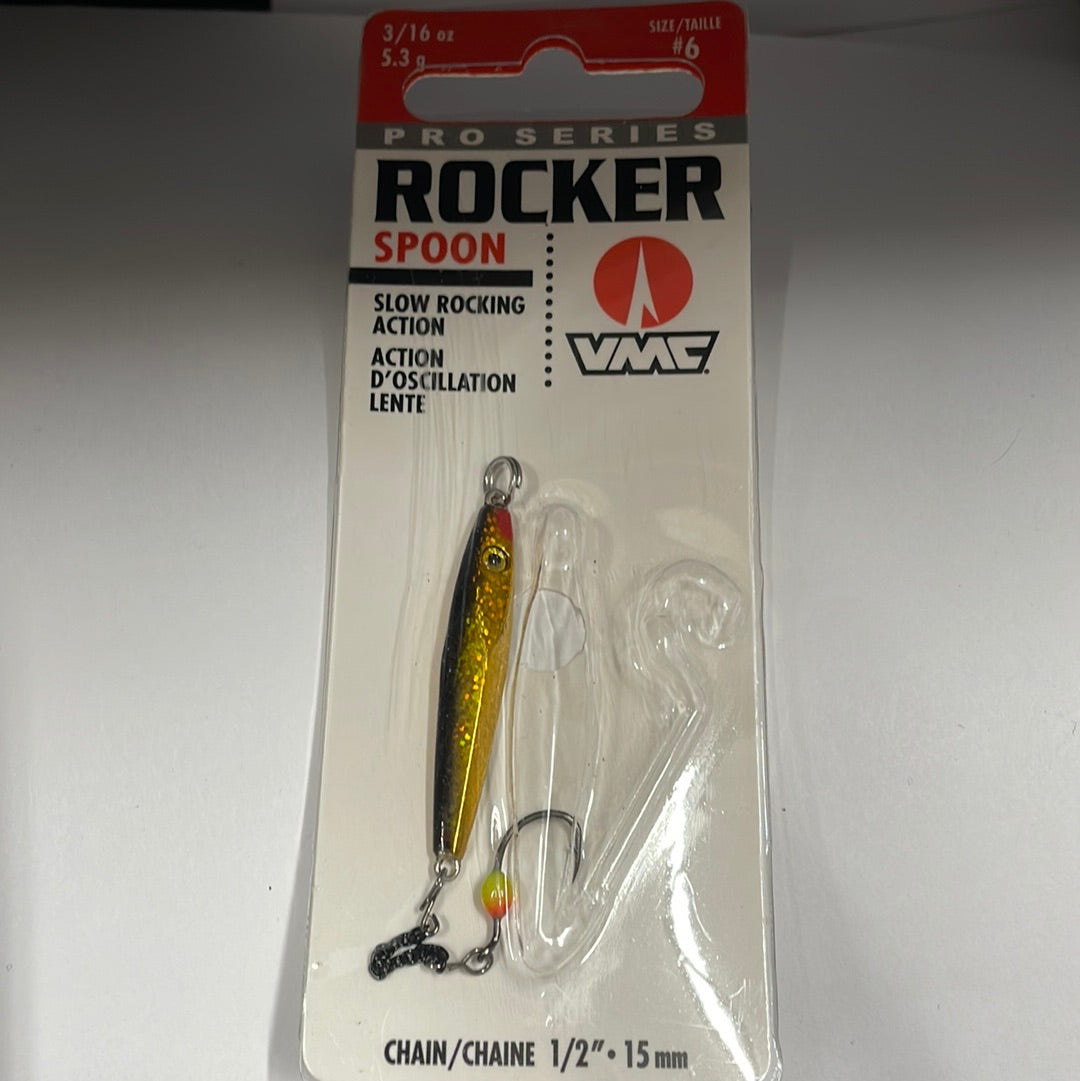 3/16 oz
5.3 g
SIZE/TAILLE
#6
PRO SERIES
ROCKER
SPOON
SLOW ROCKING
ACTION
ACTION
D'OSCILLATION
LENTE
VMC
CHAIN/CHAINE 1/2" • 15 mm